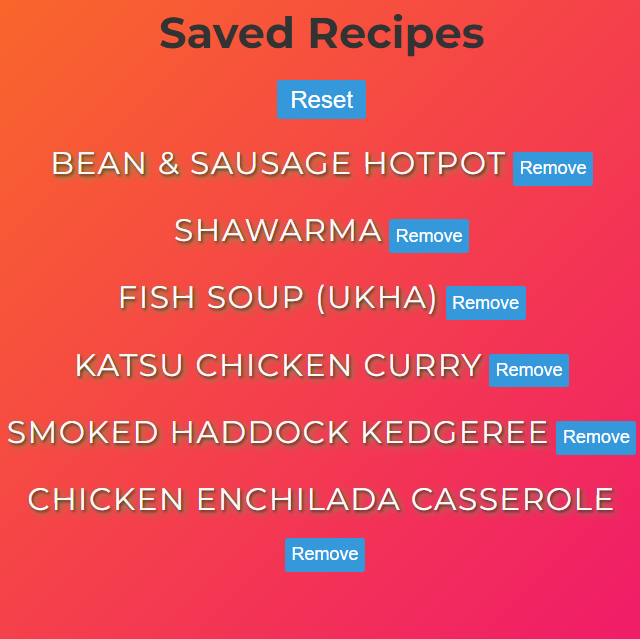 Saved Recipes
Reset
BEAN & SAUSAGE HOTPOT Remove
SHAWARMA Remove
FISH SOUP (UKHA) Remove
KATSU CHICKEN CURRY Remove
SMOKED HADDOCK KEDGEREE Remove
CHICKEN ENCHILADA CASSEROLE
Remove